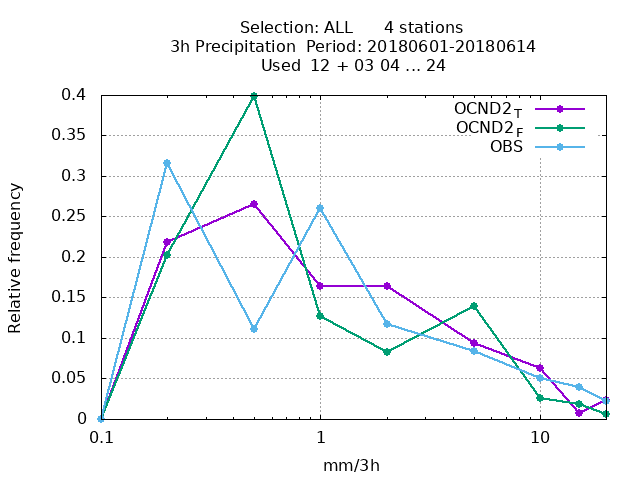 Selection: ALL      4 stations
3h Precipitation  Period: 20180601-20180614
Used  12 + 03 04 ... 24
OCND2T
OCND2F
OBS
0.4
0.35
0.3
0.25
0.2
0.15
0.1
0.05
0
Relative frequency
0.1 1 10
mm/3h